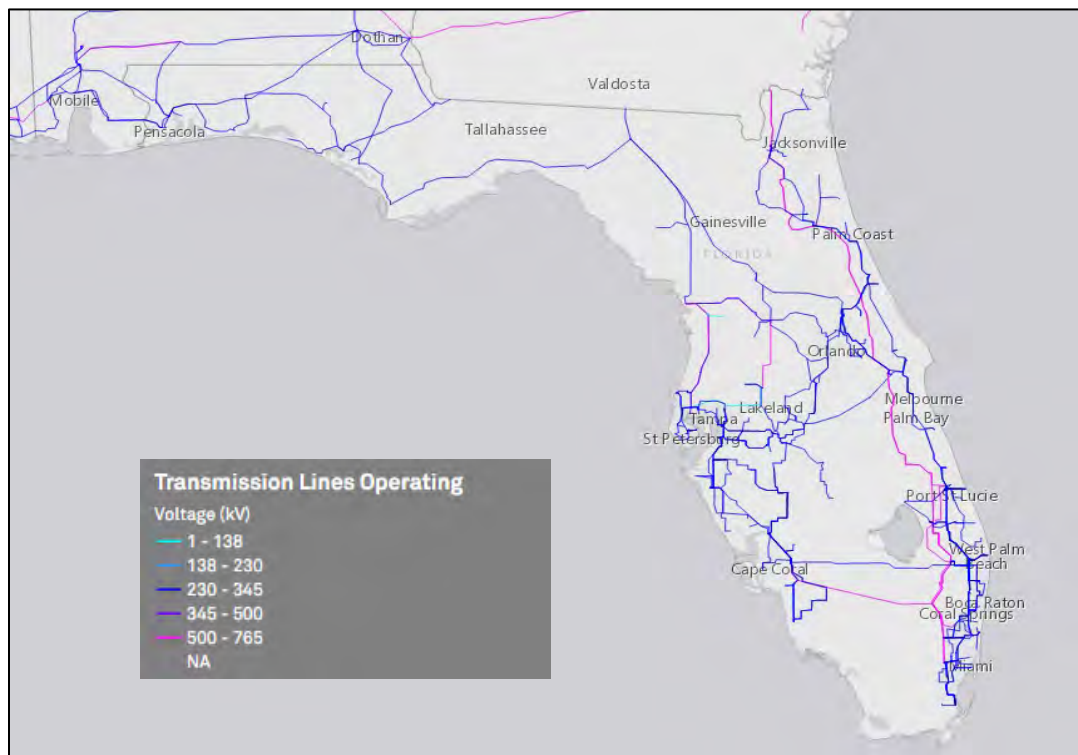 Dothan
Valdosta
Mobile
Pensacola
Tallahassee
Jacksonville
Gainesville
Palm Coast
FLORIDA
Orlando
Melbourne
Lakeland
Palm Bay
Tampa
St Petersburg
Port St Lucie
West Palm
Beach
Cape Coral
Boca Raton
Coral Springs
Miami
Transmission Lines Operating
Voltage (kV)
1 - 138
138 - 230
230 - 345
345 - 500
500 - 765
NA